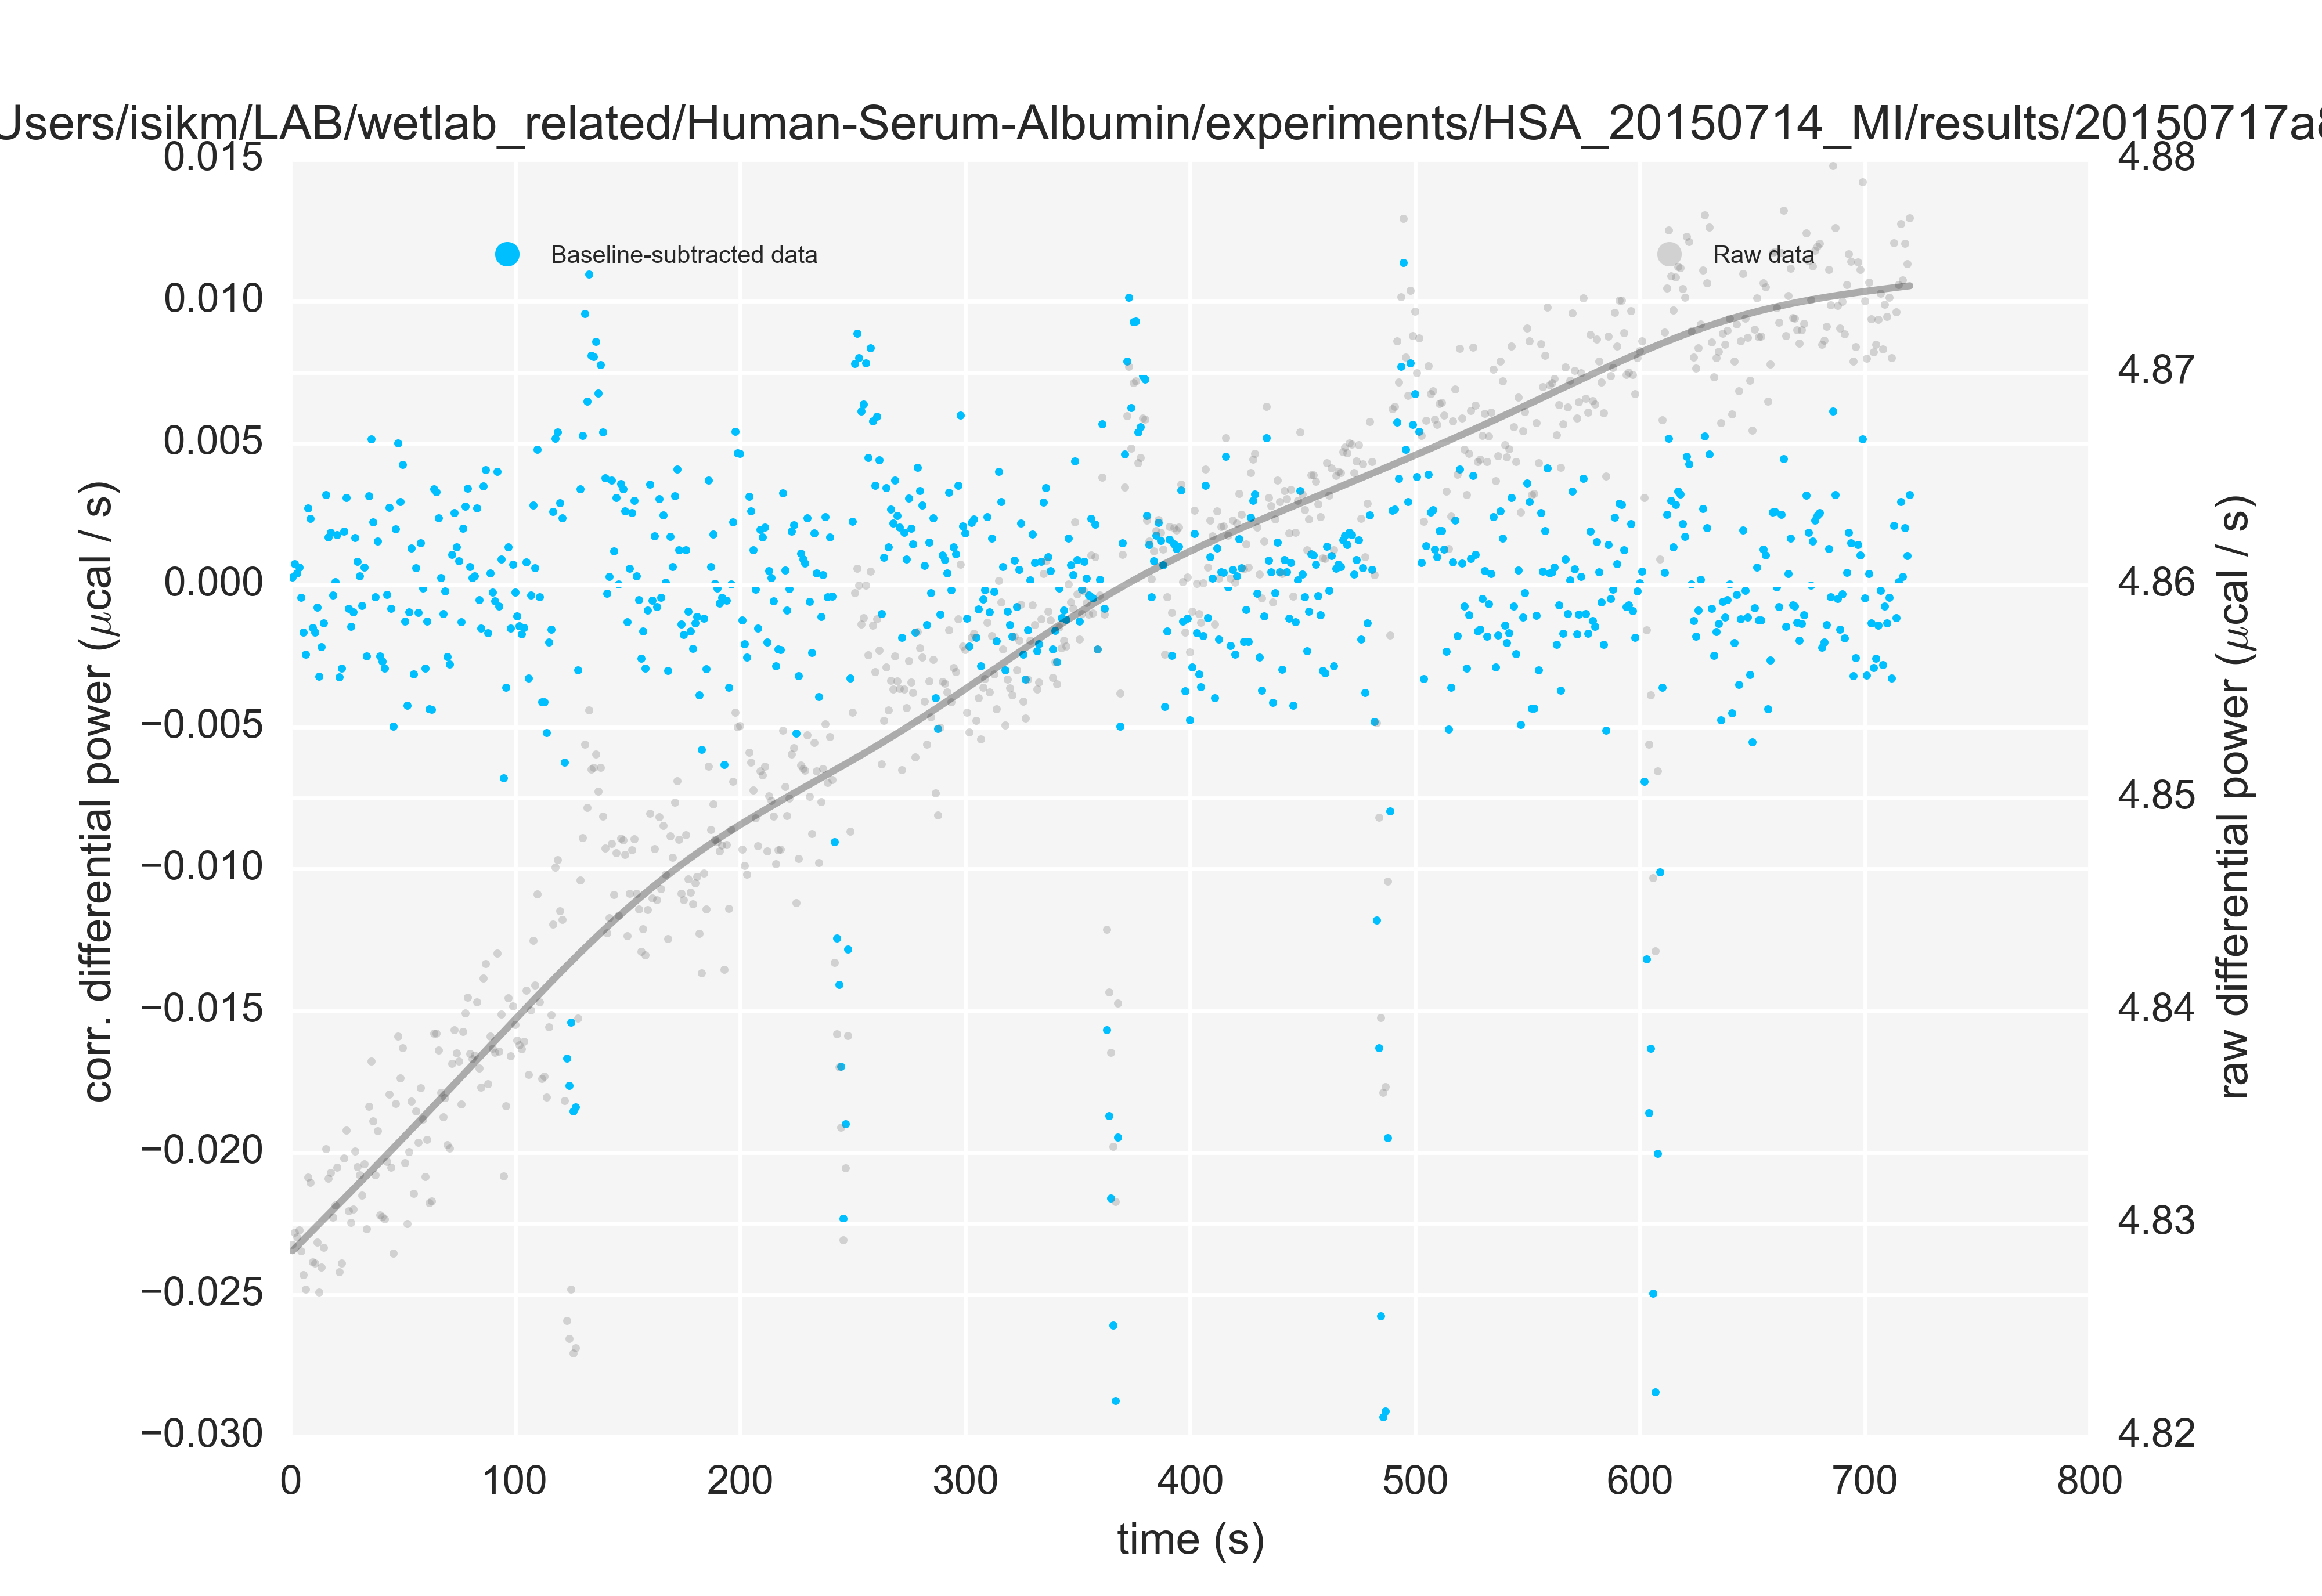 Users/isikm/LAB/wetlab_related/Human-Serum-Albumin/experiments/HSA_20150714_MI/results/20150717a8
Baseline-subtracted data
Raw data
corr. differential power (μcal / s)
0.015
0.010
0.005
0.000
−0.005
−0.010
−0.015
−0.020
−0.025
−0.030
4.88
4.87
4.86
4.85
4.84
4.83
4.82
raw differential power (μcal / s)
0 100 200 300 400 500 600 700 800
time (s)